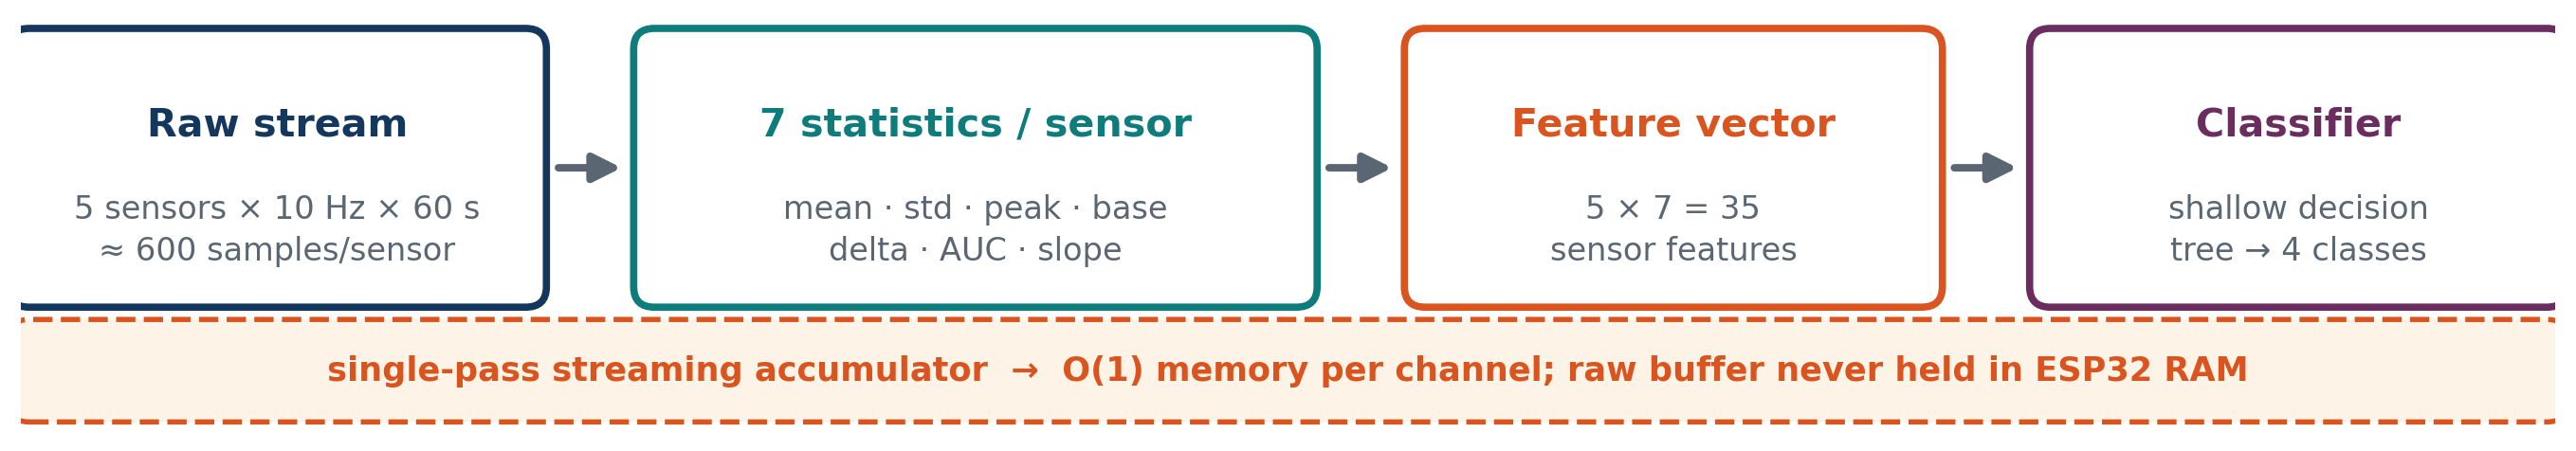 Raw stream
5 sensors × 10 Hz × 60 s
≈ 600 samples/sensor
7 statistics / sensor
mean · std · peak · base
delta · AUC · slope
Feature vector
5 × 7 = 35
sensor features
Classifier
shallow decision
tree → 4 classes
single-pass streaming accumulator → O(1) memory per channel; raw buffer never held in ESP32 RAM